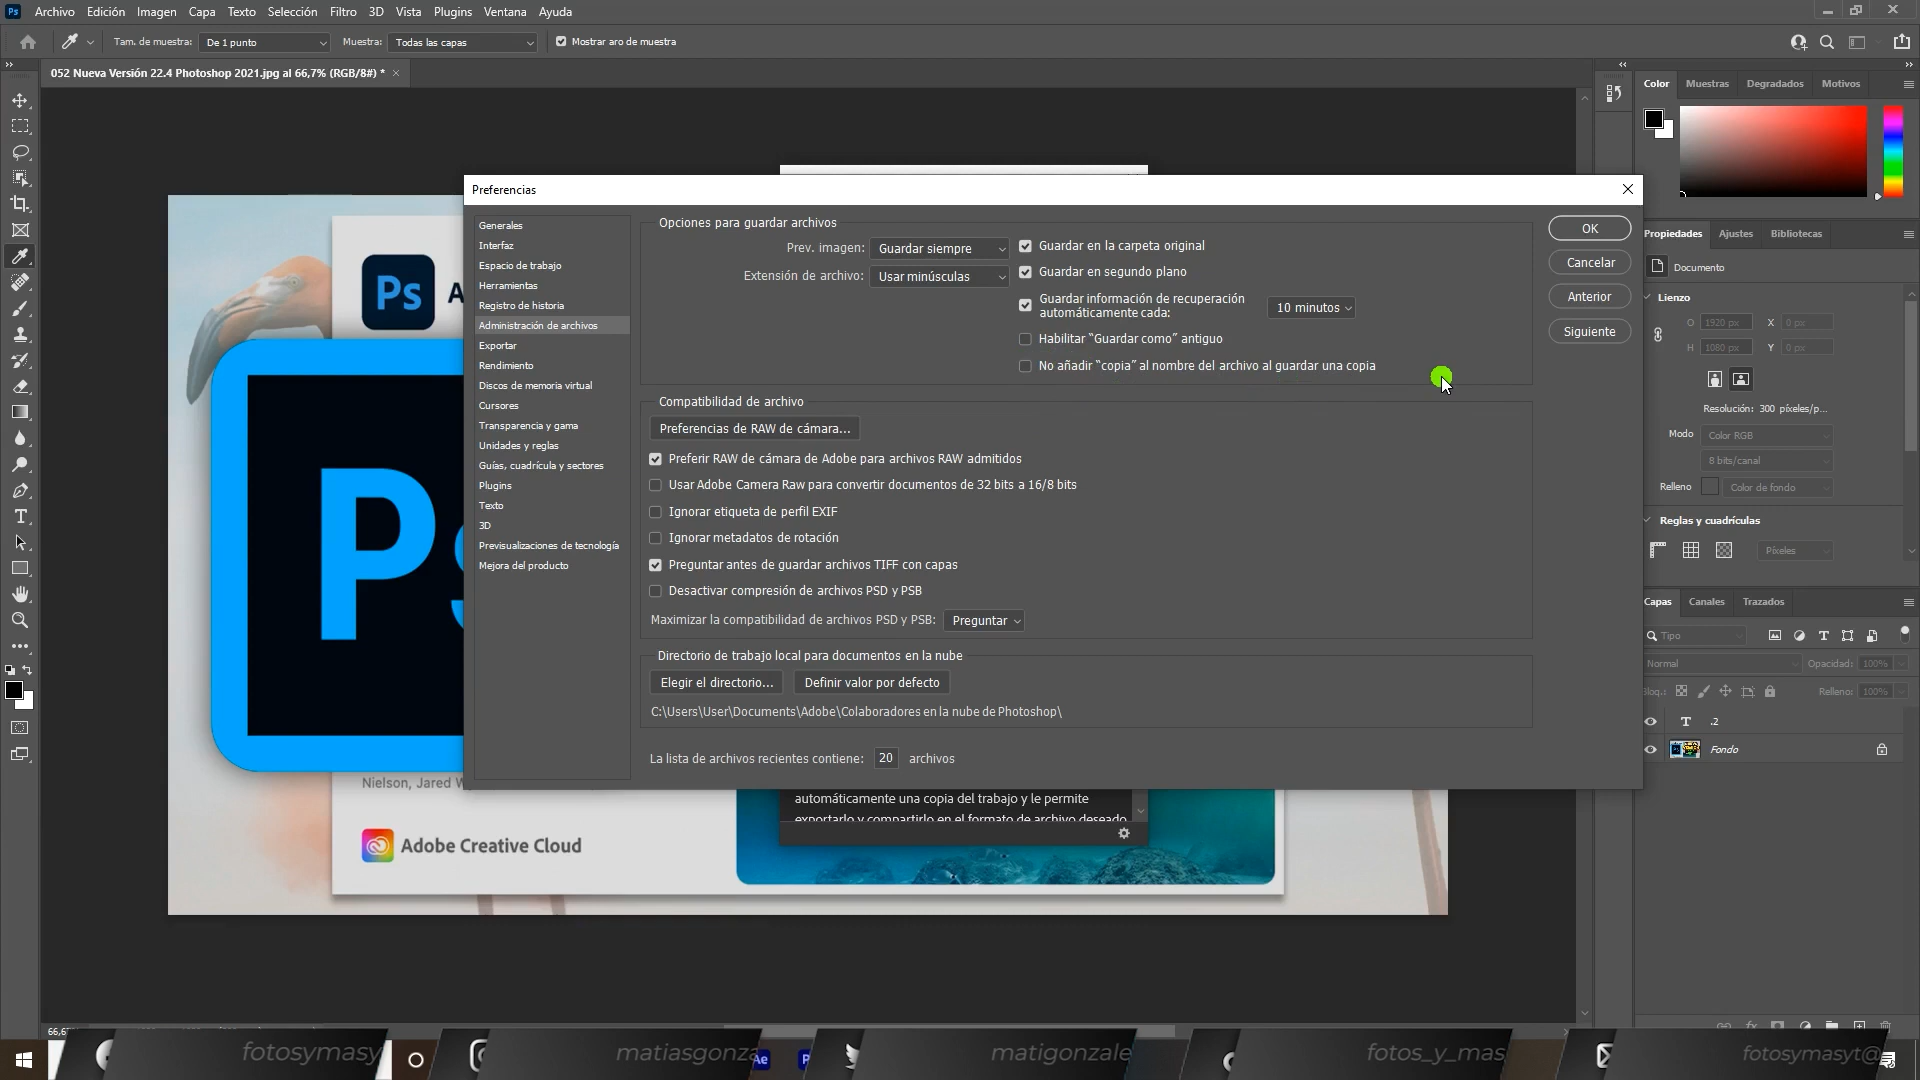 Ps Archivo Edición Imagen Capa Texto Selección Filtro 3D Vista Plugins Ventana Ayuda
Tam. de muestra: De 1 punto Muestra: Todas las capas Mostrar aro de muestra
052 Nueva Versión 22.4 Photoshop 2021.jpg al 66,7% (RGB/8#) *
Color Muestras Degradados Motivos
Preferencias
Generales
Interfaz
Espacio de trabajo
Herramientas
Registro de historia
Administración de archivos
Exportar
Rendimiento
Discos de memoria virtual
Cursores
Transparencia y gama
Unidades y reglas
Guías, cuadrícula y sectores
Plugins
Texto
3D
Previsualizaciones de tecnología
Mejora del producto
Opciones para guardar archivos
Prev. imagen: Guardar siempre
Extensión de archivo: Usar minúsculas
Guardar en la carpeta original
Guardar en segundo plano
Guardar información de recuperación
automáticamente cada: 10 minutos
Habilitar “Guardar como” antiguo
No añadir “copia” al nombre del archivo al guardar una copia
Compatibilidad de archivo
Preferencias de RAW de cámara...
Preferir RAW de cámara de Adobe para archivos RAW admitidos
Usar Adobe Camera Raw para convertir documentos de 32 bits a 16/8 bits
Ignorar etiqueta de perfil EXIF
Ignorar metadatos de rotación
Preguntar antes de guardar archivos TIFF con capas
Desactivar compresión de archivos PSD y PSB
Maximizar la compatibilidad de archivos PSD y PSB: Preguntar
Directorio de trabajo local para documentos en la nube
Elegir el directorio... Definir valor por defecto
C:\Users\User\Documents\Adobe\Colaboradores en la nube de Photoshop\
La lista de archivos recientes contiene: 20 archivos
OK
Cancelar
Anterior
Siguiente
Propiedades Ajustes Bibliotecas
Documento
Lienzo
O 1920 px X 0 px
H 1080 px Y 0 px
Resolución: 300 píxeles/p...
Modo Color RGB
8 bits/canal
Relleno Color de fondo
Reglas y cuadrículas
Píxeles
Capas Canales Trazados
Tipo
Normal Opacidad: 100%
Bloq.: Relleno: 100%
T .2
Fondo
Ps A
Ps
Nielson, Jared
Adobe Creative Cloud
automáticamente una copia del trabajo y le permite
exportarlo y compartirlo en el formato de archivo deseado
66,6
fotosymasy matiasgonza Ae matigonzale fotos_y_mas fotosymasyt@